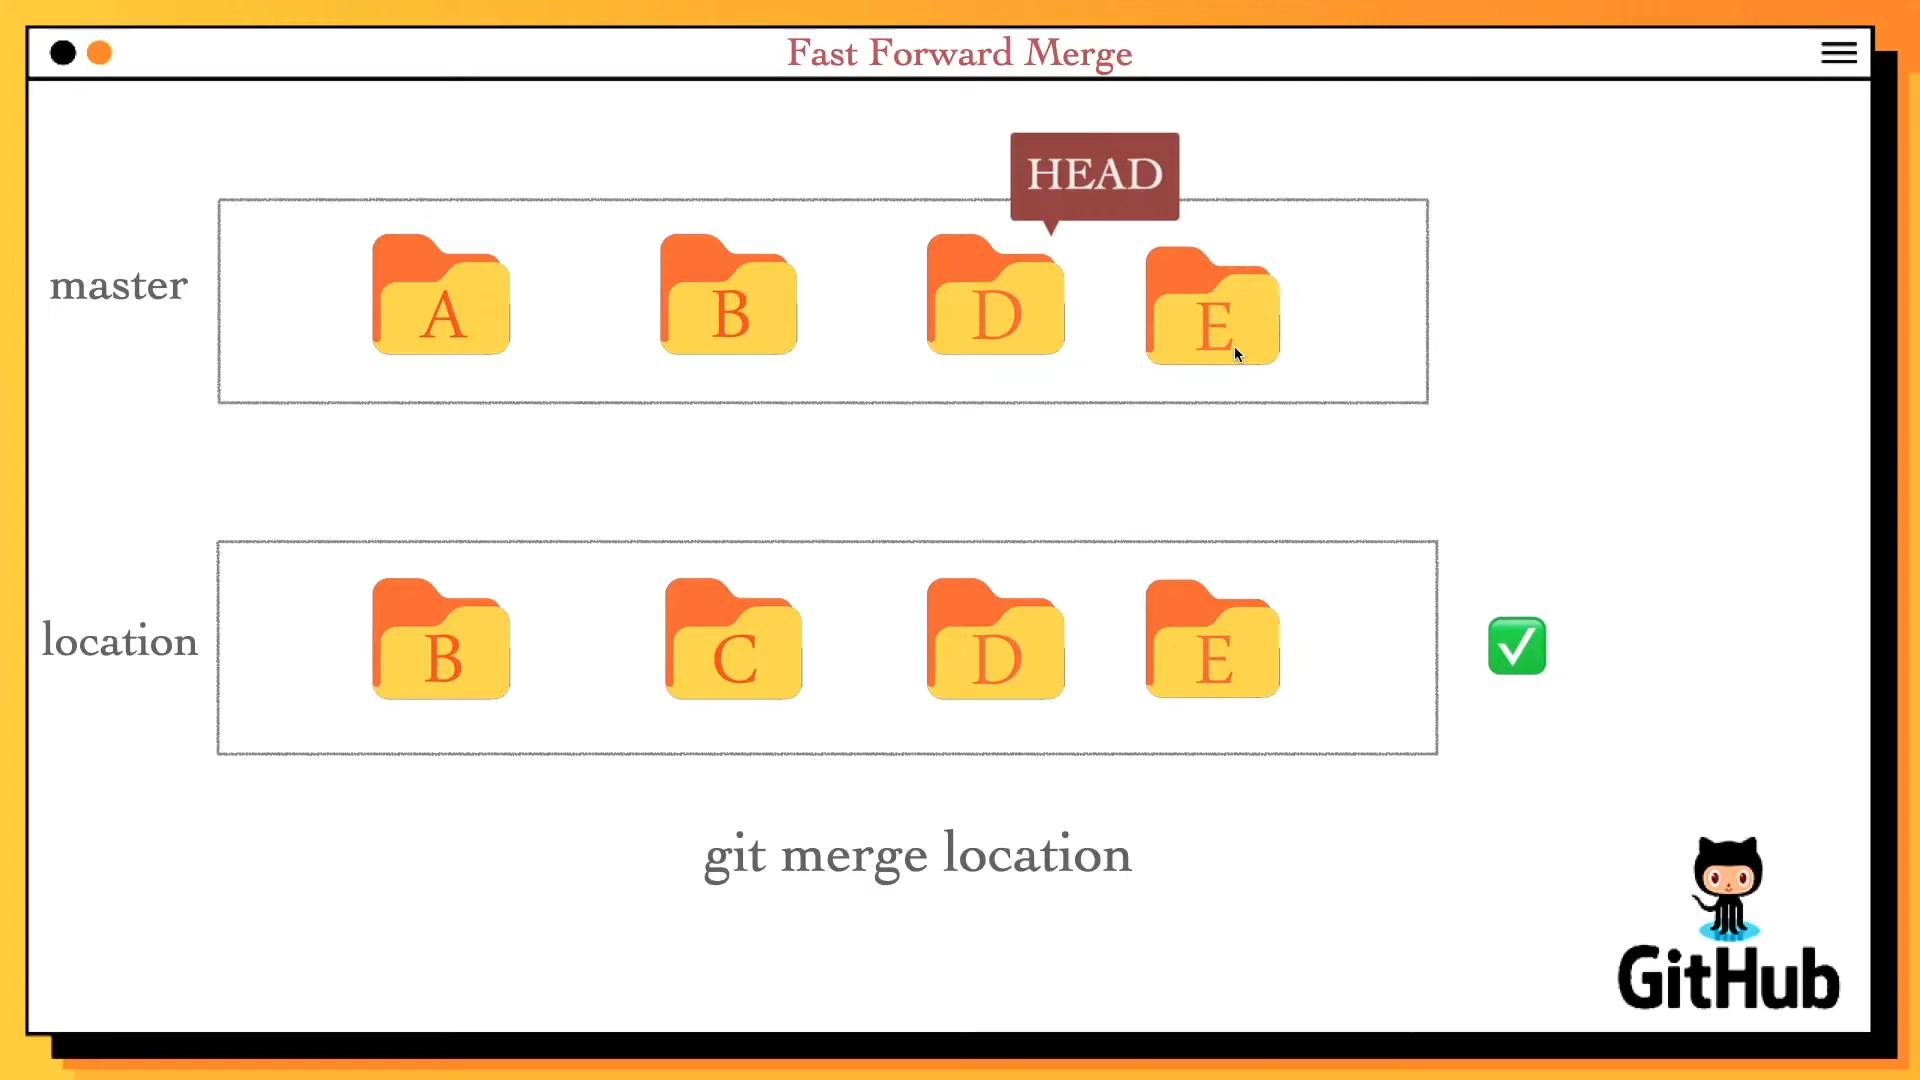 Fast Forward Merge
HEAD
master
A
B
D
E
location
B
C
D
E
git merge location
GitHub